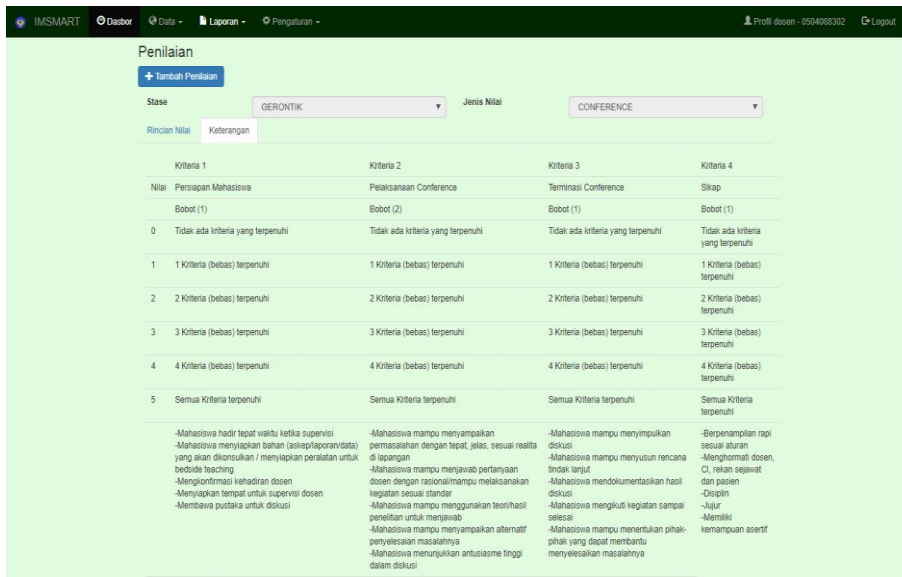 IMSMART Dasbor Data Laporan Pengaturan Profil dosen - 0504088302 Logout
Penilaian
+ Tambah Penilaian
Stase GERONTIK Jenis Nilai CONFERENCE
Rincian Nilai Keterangan
Kriteria 1 Kriteria 2 Kriteria 3 Kriteria 4
Nilai Persiapan Mahasiswa Pelaksanaan Conference Terminasi Conference Sikap
Bobot (1) Bobot (2) Bobot (1) Bobot (1)
0 Tidak ada kriteria yang terpenuhi Tidak ada kriteria yang terpenuhi Tidak ada kriteria yang terpenuhi Tidak ada kriteria
yang terpenuhi
1 1 Kriteria (bebas) terpenuhi 1 Kriteria (bebas) terpenuhi 1 Kriteria (bebas) terpenuhi 1 Kriteria (bebas)
terpenuhi
2 2 Kriteria (bebas) terpenuhi 2 Kriteria (bebas) terpenuhi 2 Kriteria (bebas) terpenuhi 2 Kriteria (bebas)
terpenuhi
3 3 Kriteria (bebas) terpenuhi 3 Kriteria (bebas) terpenuhi 3 Kriteria (bebas) terpenuhi 3 Kriteria (bebas)
terpenuhi
4 4 Kriteria (bebas) terpenuhi 4 Kriteria (bebas) terpenuhi 4 Kriteria (bebas) terpenuhi 4 Kriteria (bebas)
terpenuhi
5 Semua Kriteria terpenuhi Semua Kriteria terpenuhi Semua Kriteria terpenuhi Semua Kriteria
terpenuhi
-Mahasiswa hadir tepat waktu ketika supervisi
-Mahasiswa menyiapkan bahan (askep/laporan/data)
yang akan dikonsulkan / menyiapkan peralatan untuk
bedside teaching
-Mengkonfirmasi kehadiran dosen
-Menyiapkan tempat untuk supervisi dosen
-Membawa pustaka untuk diskusi
-Mahasiswa mampu menyampaikan
permasalahan dengan tepat, jelas, sesuai realita
di lapangan
-Mahasiswa mampu menjawab pertanyaan
dosen dengan rasional/mampu melaksanakan
kegiatan sesuai standar
-Mahasiswa mampu menggunakan teori/hasil
penelitian untuk menjawab
-Mahasiswa mampu menyampaikan alternatif
penyelesaian masalahnya
-Mahasiswa menunjukkan antusiasme tinggi
dalam diskusi
-Mahasiswa mampu menyimpulkan
diskusi
-Mahasiswa mampu menyusun rencana
tindak lanjut
-Mahasiswa mendokumentasikan hasil
diskusi
-Mahasiswa mengikuti kegiatan sampai
selesai
-Mahasiswa mampu menentukan pihak-
pihak yang dapat membantu
menyelesaikan masalahnya
-Berpenampilan rapi
sesuai aturan
-Menghormati dosen,
CI, rekan sejawat
dan pasien
-Disiplin
-Jujur
-Memiliki
kemampuan asertif